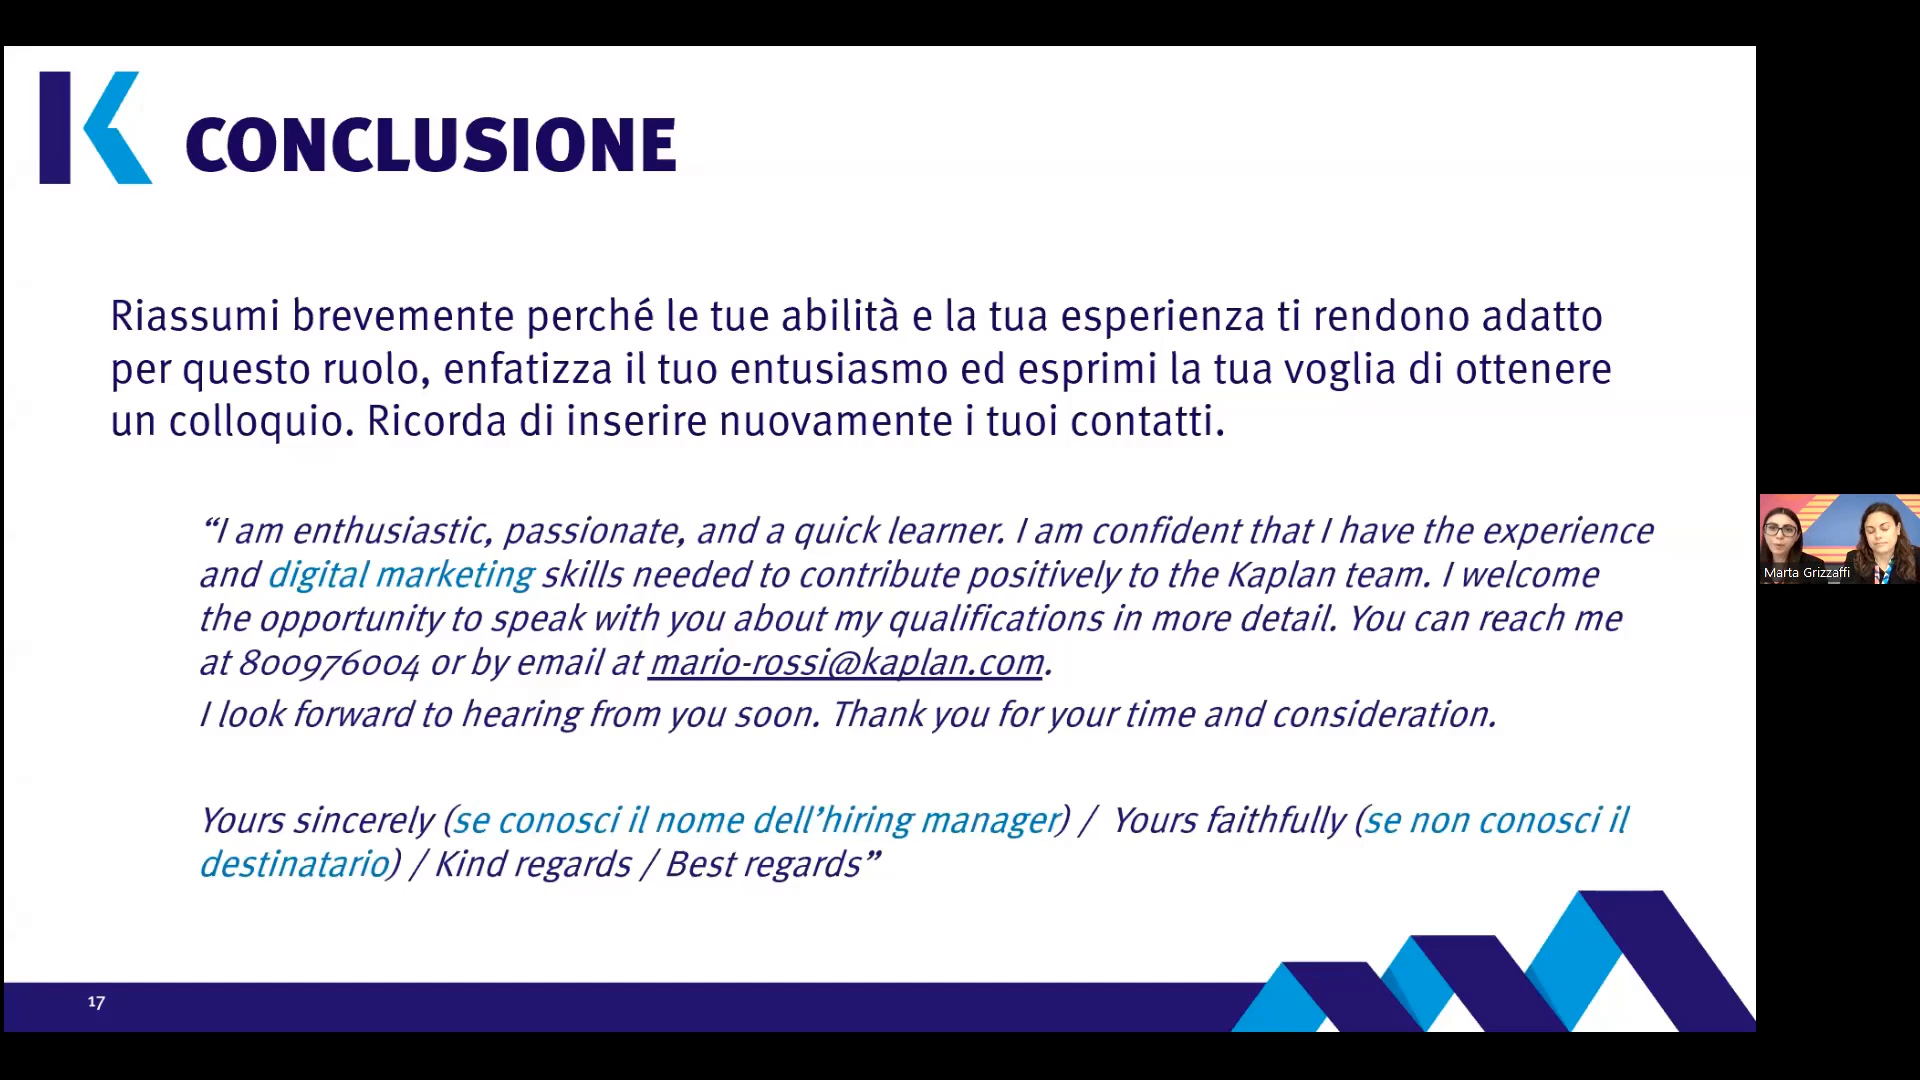 CONCLUSIONE
Riassumi brevemente perché le tue abilità e la tua esperienza ti rendono adatto
per questo ruolo, enfatizza il tuo entusiasmo ed esprimi la tua voglia di ottenere
un colloquio. Ricorda di inserire nuovamente i tuoi contatti.
“I am enthusiastic, passionate, and a quick learner. I am confident that I have the experience
and digital marketing skills needed to contribute positively to the Kaplan team. I welcome
the opportunity to speak with you about my qualifications in more detail. You can reach me
at 800976004 or by email at mario-rossi@kaplan.com.
I look forward to hearing from you soon. Thank you for your time and consideration.
Yours sincerely (se conosci il nome dell’hiring manager) / Yours faithfully (se non conosci il
destinatario) / Kind regards / Best regards”
17
Marta Grizzaffi